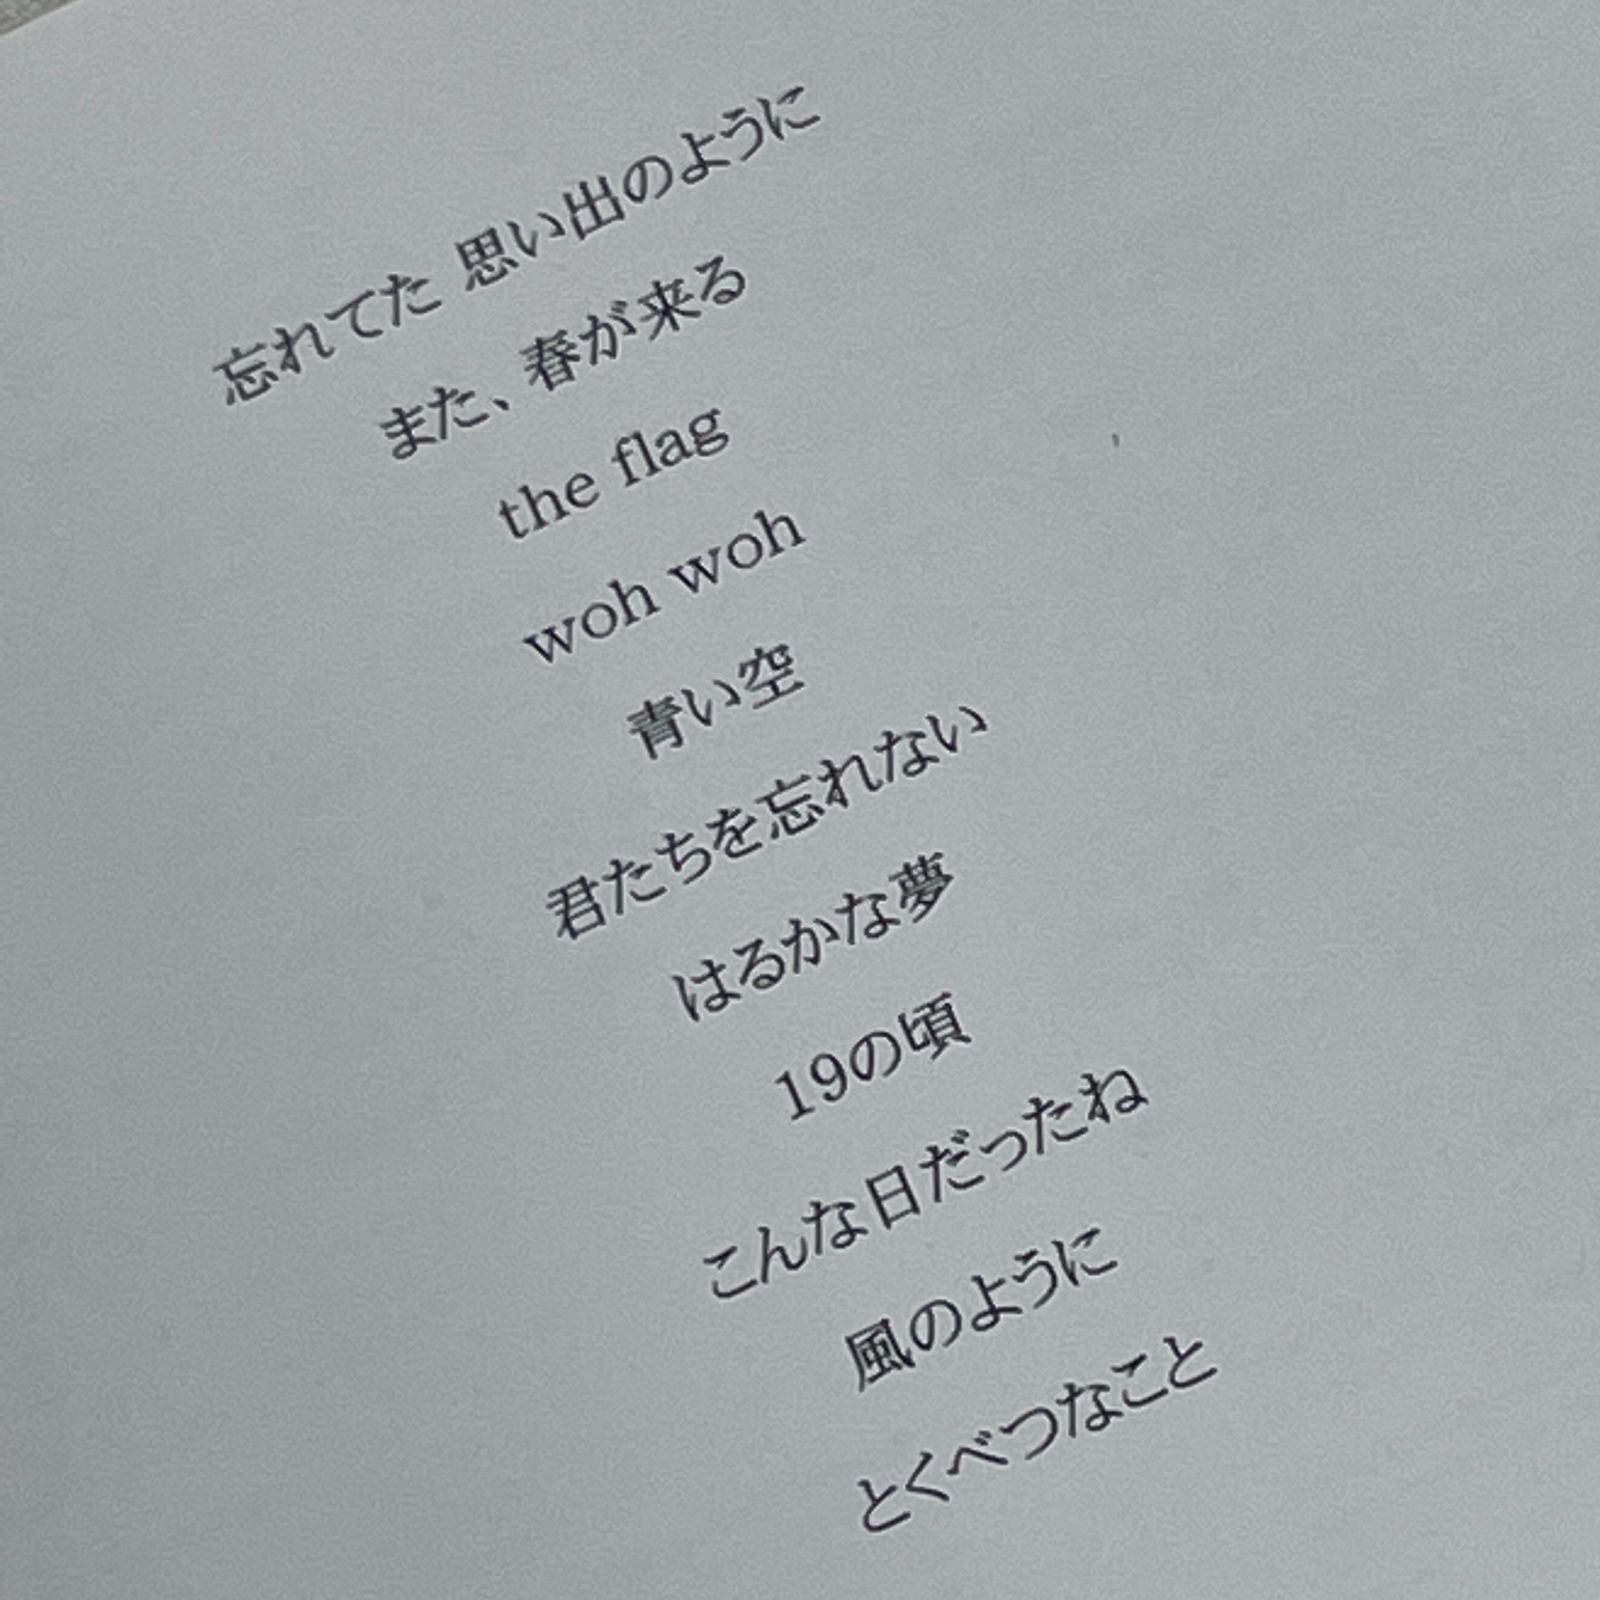 忘れてた 思い出のように
また、春が来る
the flag
woh woh
青い空
君たちを忘れない
はるかな夢
19の頃
こんな日だったね
風のように
とくべつなこと